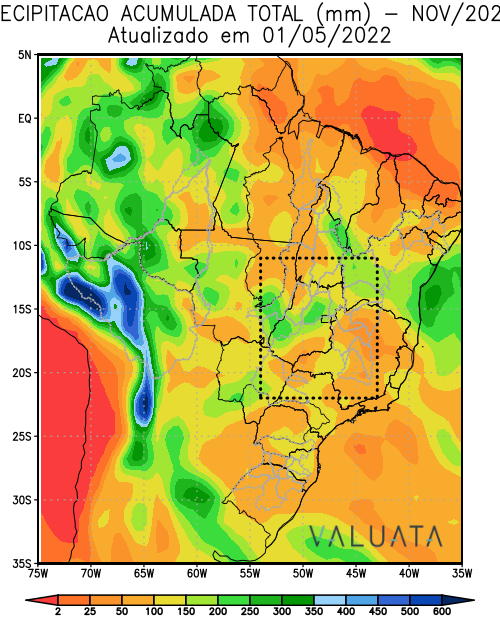 ECIPITACAO ACUMULADA TOTAL (mm) – NOV/202
Atualizado em 01/05/2022
5N
EQ
5S
10S
15S
20S
25S
30S
35S
VALUATA
75W 70W 65W 60W 55W 50W 45W 40W 35W
2 25 50 100 150 200 250 300 350 400 450 500 600